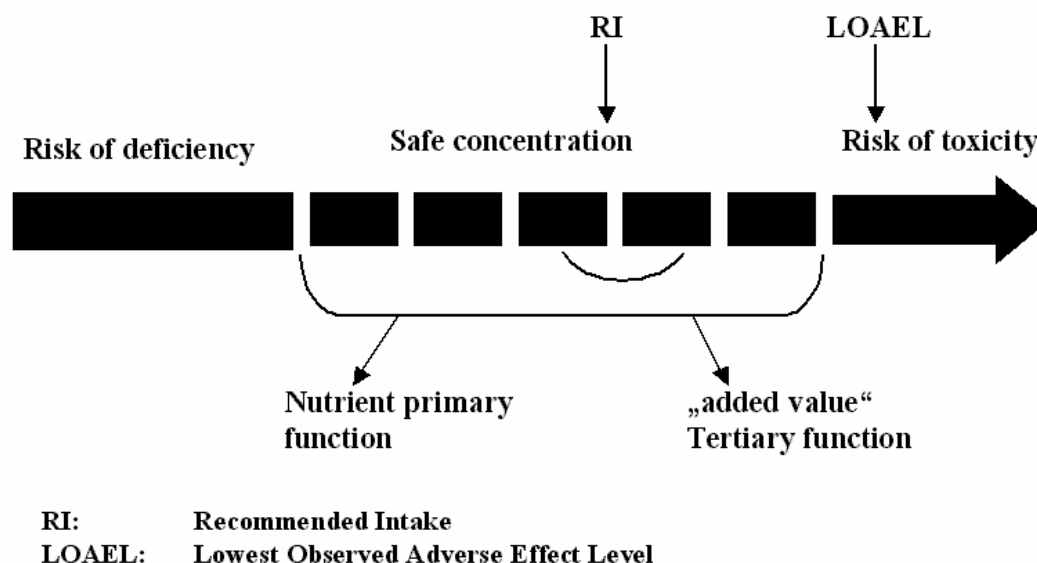 RI
LOAEL
Risk of deficiency
Safe concentration
Risk of toxicity
Nutrient primary
function
„added value“
Tertiary function
RI: Recommended Intake
LOAEL: Lowest Observed Adverse Effect Level